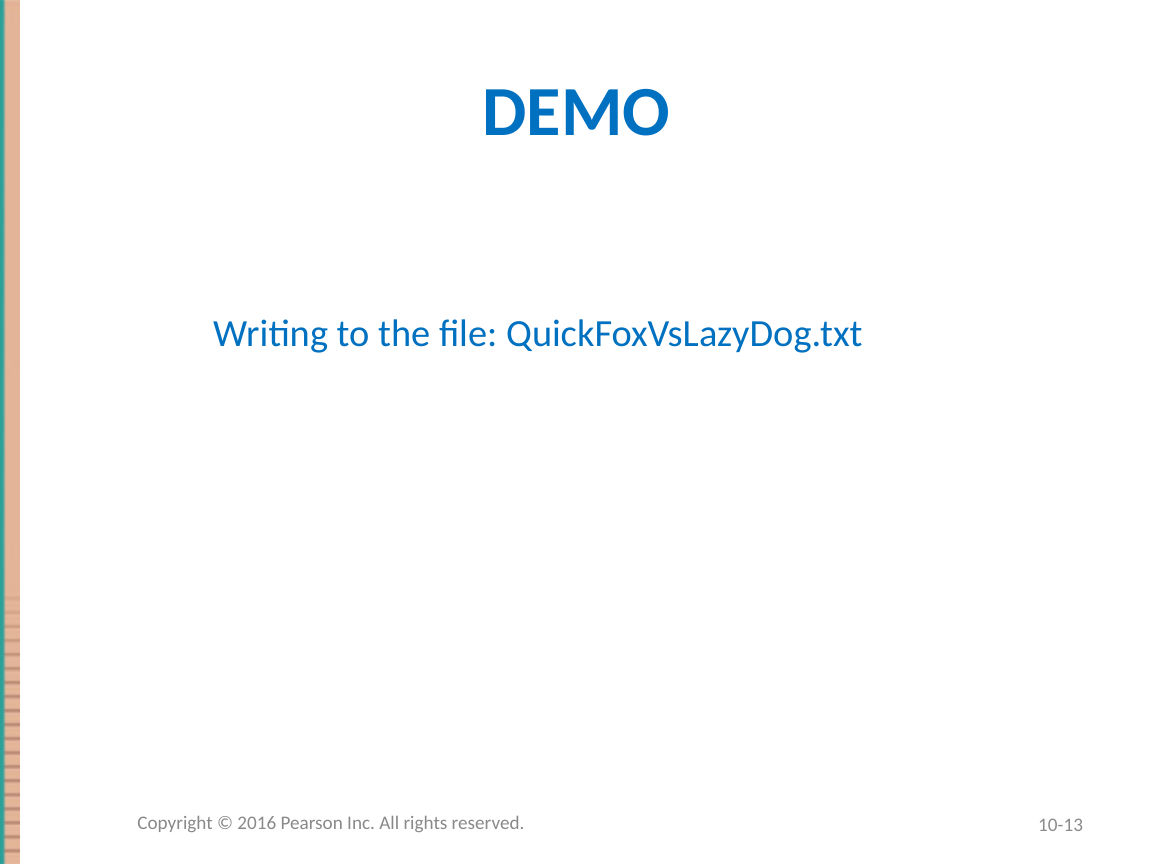 DEMO
Writing to the file: QuickFoxVsLazyDog.txt
Copyright © 2016 Pearson Inc. All rights reserved.
10-13